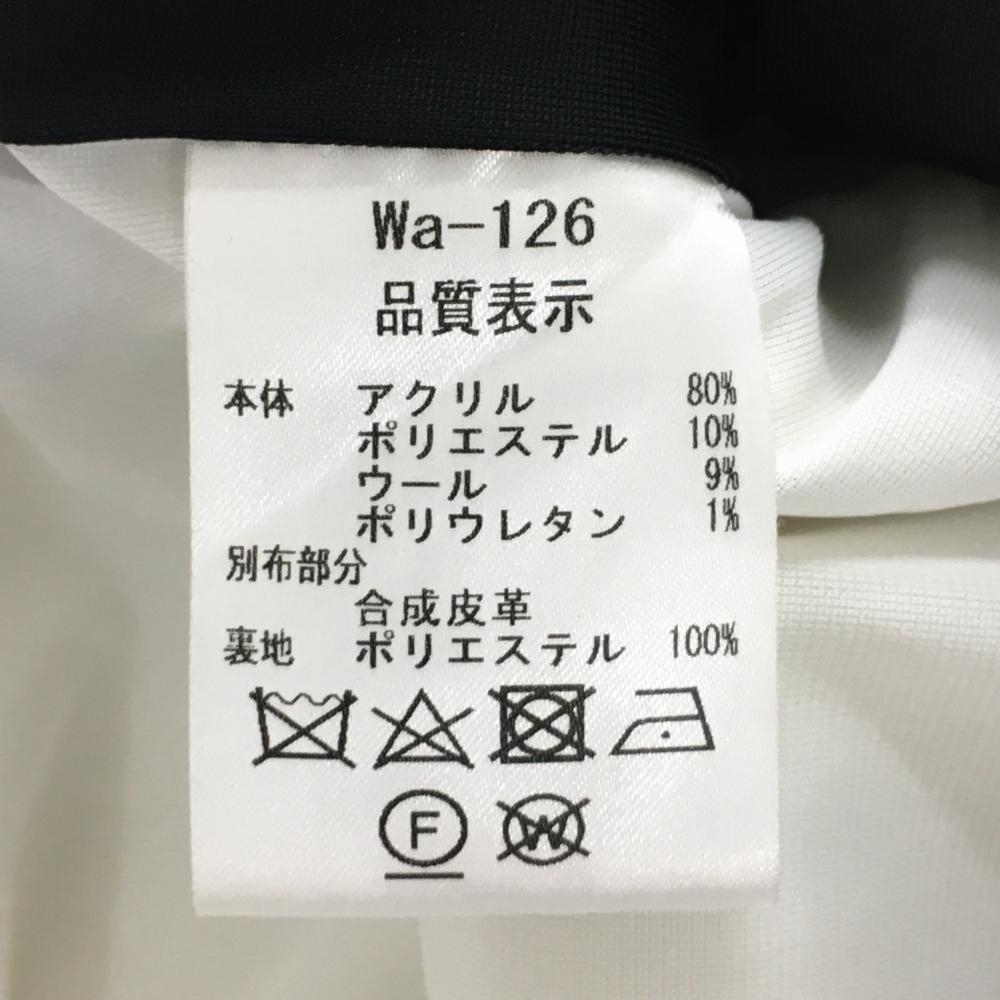 Wa-126
品質表示
本体 アクリル 80%
ポリエステル 10%
ウール 9%
ポリウレタン 1%
別布部分
合成皮革
裏地 ポリエステル 100%
F W